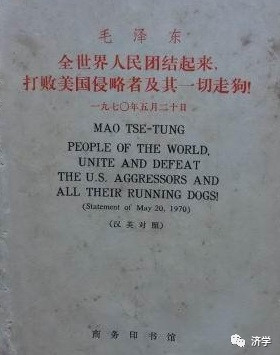 毛泽东
全世界人民团结起来，
打败美国侵略者及其一切走狗！
一九七〇年五月二十日
MAO TSE-TUNG
PEOPLE OF THE WORLD,
UNITE AND DEFEAT
THE U.S. AGGRESSORS AND
ALL THEIR RUNNING DOGS!
(Statement of May 20, 1970)
(汉英对照)
商务印书馆
济学